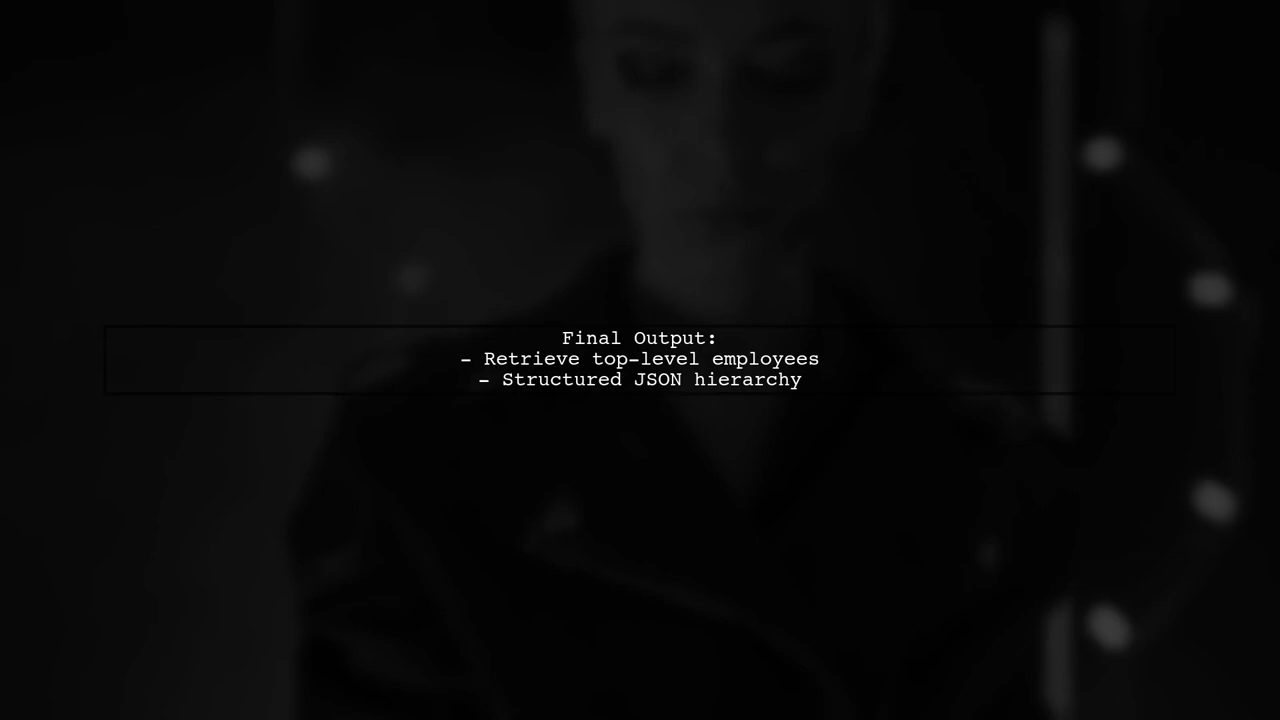 Final Output:
- Retrieve top-level employees
- Structured JSON hierarchy